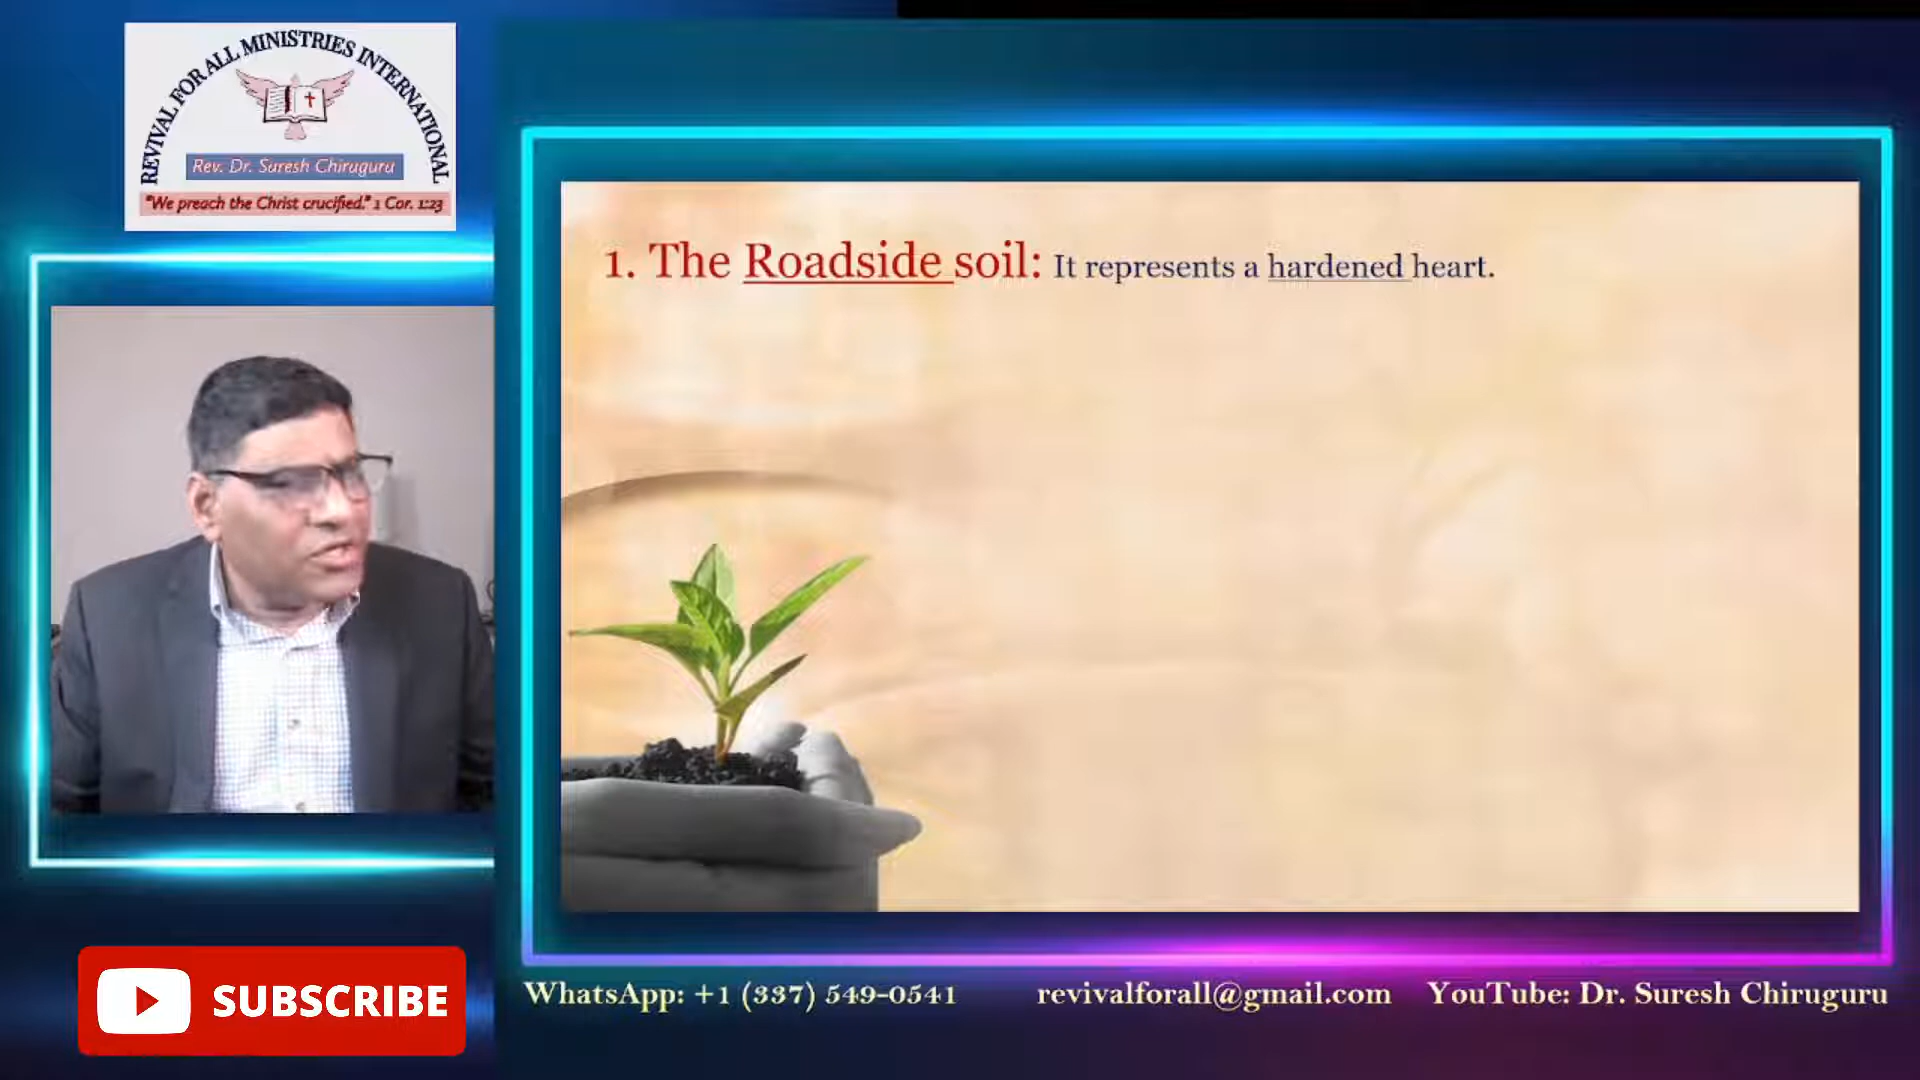 REVIVAL FOR ALL MINISTRIES INTERNATIONAL
Rev. Dr. Suresh Chiruguru
"We preach the Christ crucified." 1 Cor. 1:23
1. The Roadside soil: It represents a hardened heart.
SUBSCRIBE
WhatsApp: +1 (337) 549-0541 revivalforall@gmail.com YouTube: Dr. Suresh Chiruguru